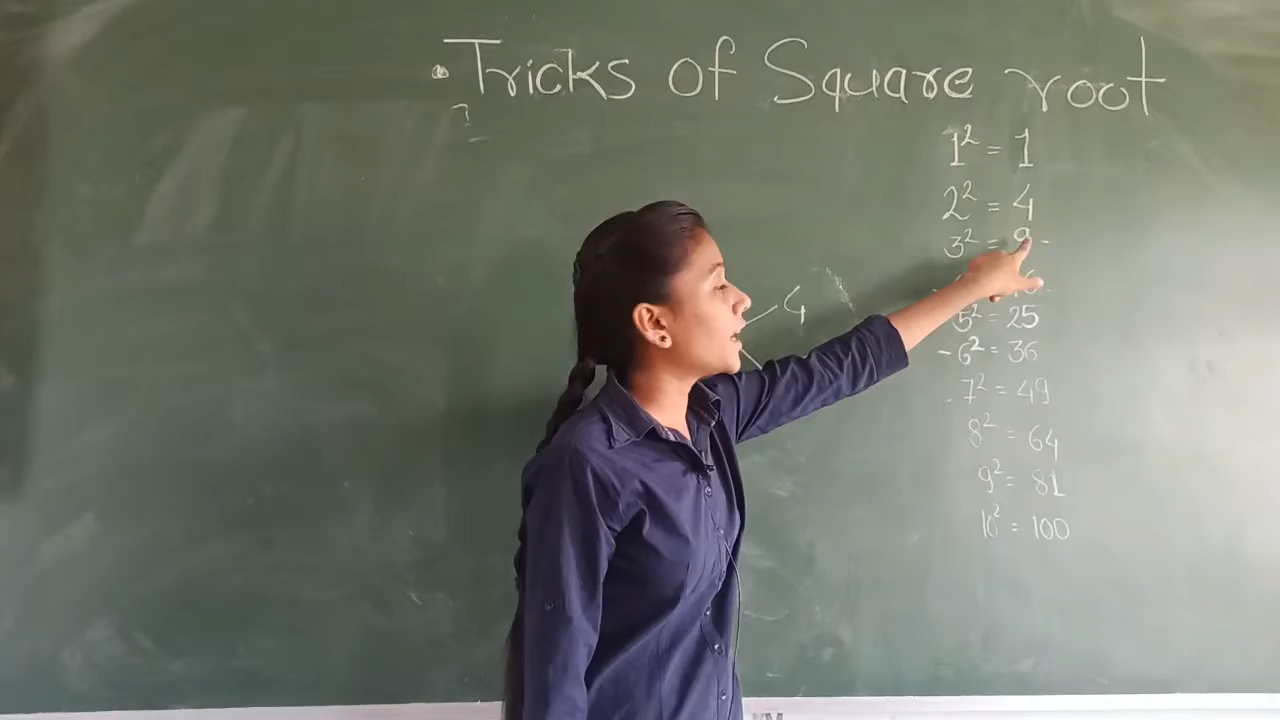 • Tricks of Square root
1² = 1
2² = 4
3² = 9 -
4
5² = 25
- 6² = 36
- 7² = 49
8² = 64
9² = 81
10² = 100